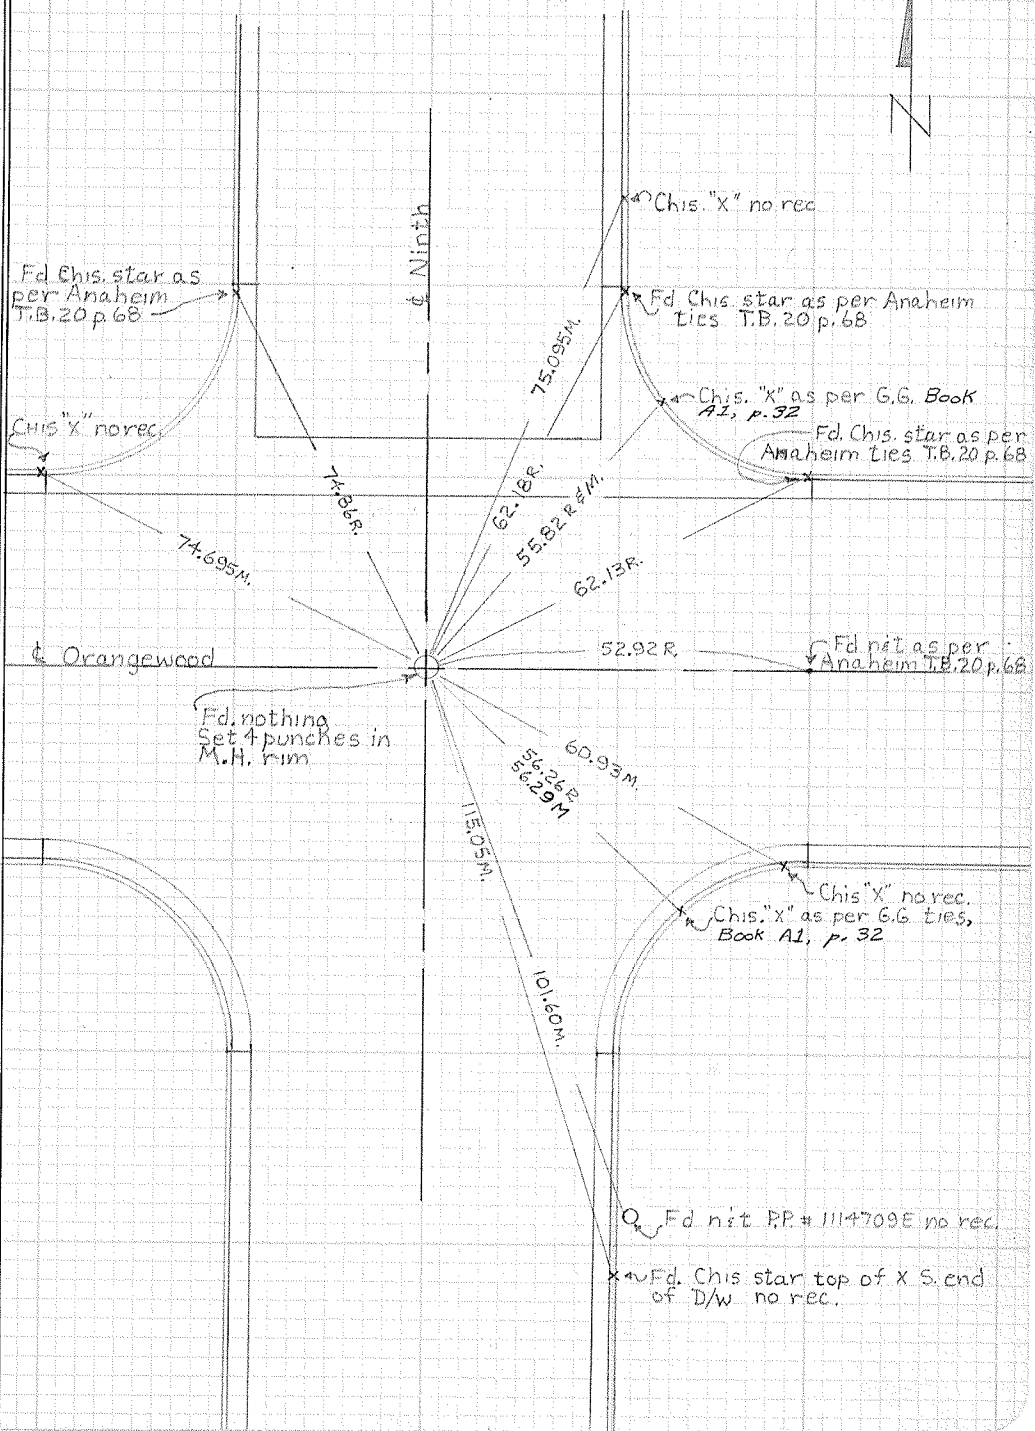 N
Chis. "X" no rec
℄ Ninth
Fd Chis. star as
per Anaheim
T.B. 20 p. 68
Fd Chis. star as per Anaheim
ties T.B. 20 p. 68
75.095M.
Chis. "X" as per G.G. Book
A1, p. 32
CHIS "X" no rec.
Fd. Chis. star as per
Anaheim ties T.B. 20 p. 68
74.86R.
62.18R.
55.82 R & M.
74.695M.
62.13R.
℄ Orangewood
52.92 R.
Fd n&t as per
Anaheim T.B. 20 p. 68
Fd. nothing
Set 4 punches in
M.H. rim
60.93M.
56.26R
56.29M
115.05M.
Chis "X" no rec.
Chis. "X" as per G.G ties,
Book A1, p. 32
101.60M.
Fd n&t P.P. # 1114709E no rec.
Fd. Chis star top of X S. end
of D/W no rec.